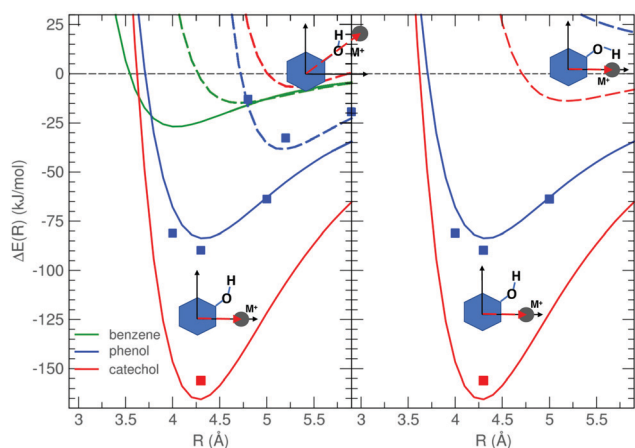 25
0
-25
-50
-75
-100
-125
-150
ΔE(R) (kJ/mol)
H
O
M⁺
H
O
M⁺
benzene
phenol
catechol
3 3.5 4 4.5 5 5.5
R (Å)
O
H
M⁺
H
O
M⁺
3 3.5 4 4.5 5 5.5
R (Å)